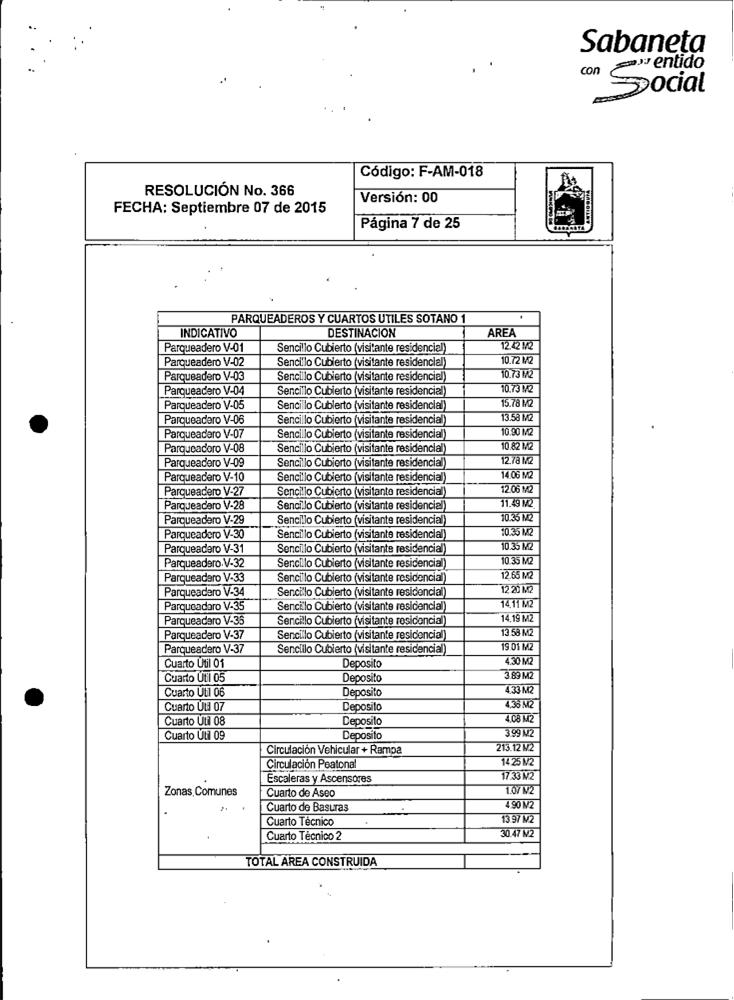 Sabaneta
con Sentido
Social
RESOLUCIÓN No. 366
FECHA: Septiembre 07 de 2015
Código: F-AM-018
Versión: 00
Página 7 de 25
MUNICIPIO DE
SABANETA
ANTIOQUIA
PARQUEADEROS Y CUARTOS UTILES SOTANO 1
INDICATIVO DESTINACION AREA
Parqueadero V-01 Sencillo Cubierto (visitante residencial) 12.42 M2
Parqueadero V-02 Sencillo Cubierto (visitante residencial) 10.72 M2
Parqueadero V-03 Sencillo Cubierto (visitante residencial) 10.73 M2
Parqueadero V-04 Sencillo Cubierto (visitante residencial) 10.73 M2
Parqueadero V-05 Sencillo Cubierto (visitante residencial) 15.78 M2
Parqueadero V-06 Sencillo Cubierto (visitante residencial) 13.58 M2
Parqueadero V-07 Sencillo Cubierto (visitante residencial) 10.90 M2
Parqueadero V-08 Sencillo Cubierto (visitante residencial) 10.82 M2
Parqueadero V-09 Sencillo Cubierto (visitante residencial) 12.78 M2
Parqueadero V-10 Sencillo Cubierto (visitante residencial) 14.06 M2
Parqueadero V-27 Sencillo Cubierto (visitante residencial) 12.06 M2
Parqueadero V-28 Sencillo Cubierto (visitante residencial) 11.49 M2
Parqueadero V-29 Sencillo Cubierto (visitante residencial) 10.35 M2
Parqueadero V-30 Sencillo Cubierto (visitante residencial) 10.35 M2
Parqueadero V-31 Sencillo Cubierto (visitante residencial) 10.35 M2
Parqueadero V-32 Sencillo Cubierto (visitante residencial) 10.35 M2
Parqueadero V-33 Sencillo Cubierto (visitante residencial) 12.65 M2
Parqueadero V-34 Sencillo Cubierto (visitante residencial) 12.20 M2
Parqueadero V-35 Sencillo Cubierto (visitante residencial) 14.11 M2
Parqueadero V-36 Sencillo Cubierto (visitante residencial) 14.19 M2
Parqueadero V-37 Sencillo Cubierto (visitante residencial) 13.58 M2
Parqueadero V-37 Sencillo Cubierto (visitante residencial) 19.01 M2
Cuarto Útil 01 Deposito 4.30 M2
Cuarto Útil 05 Deposito 3.89 M2
Cuarto Útil 06 Deposito 4.33 M2
Cuarto Útil 07 Deposito 4.36 M2
Cuarto Útil 08 Deposito 4.08 M2
Cuarto Útil 09 Deposito 3.99 M2
Zonas Comunes
Circulación Vehicular + Rampa 213.12 M2
Circulación Peatonal 14.25 M2
Escaleras y Ascensores 17.33 M2
Cuarto de Aseo 1.07 M2
Cuarto de Basuras 4.90 M2
Cuarto Técnico 13.97 M2
Cuarto Técnico 2 30.47 M2
TOTAL AREA CONSTRUIDA